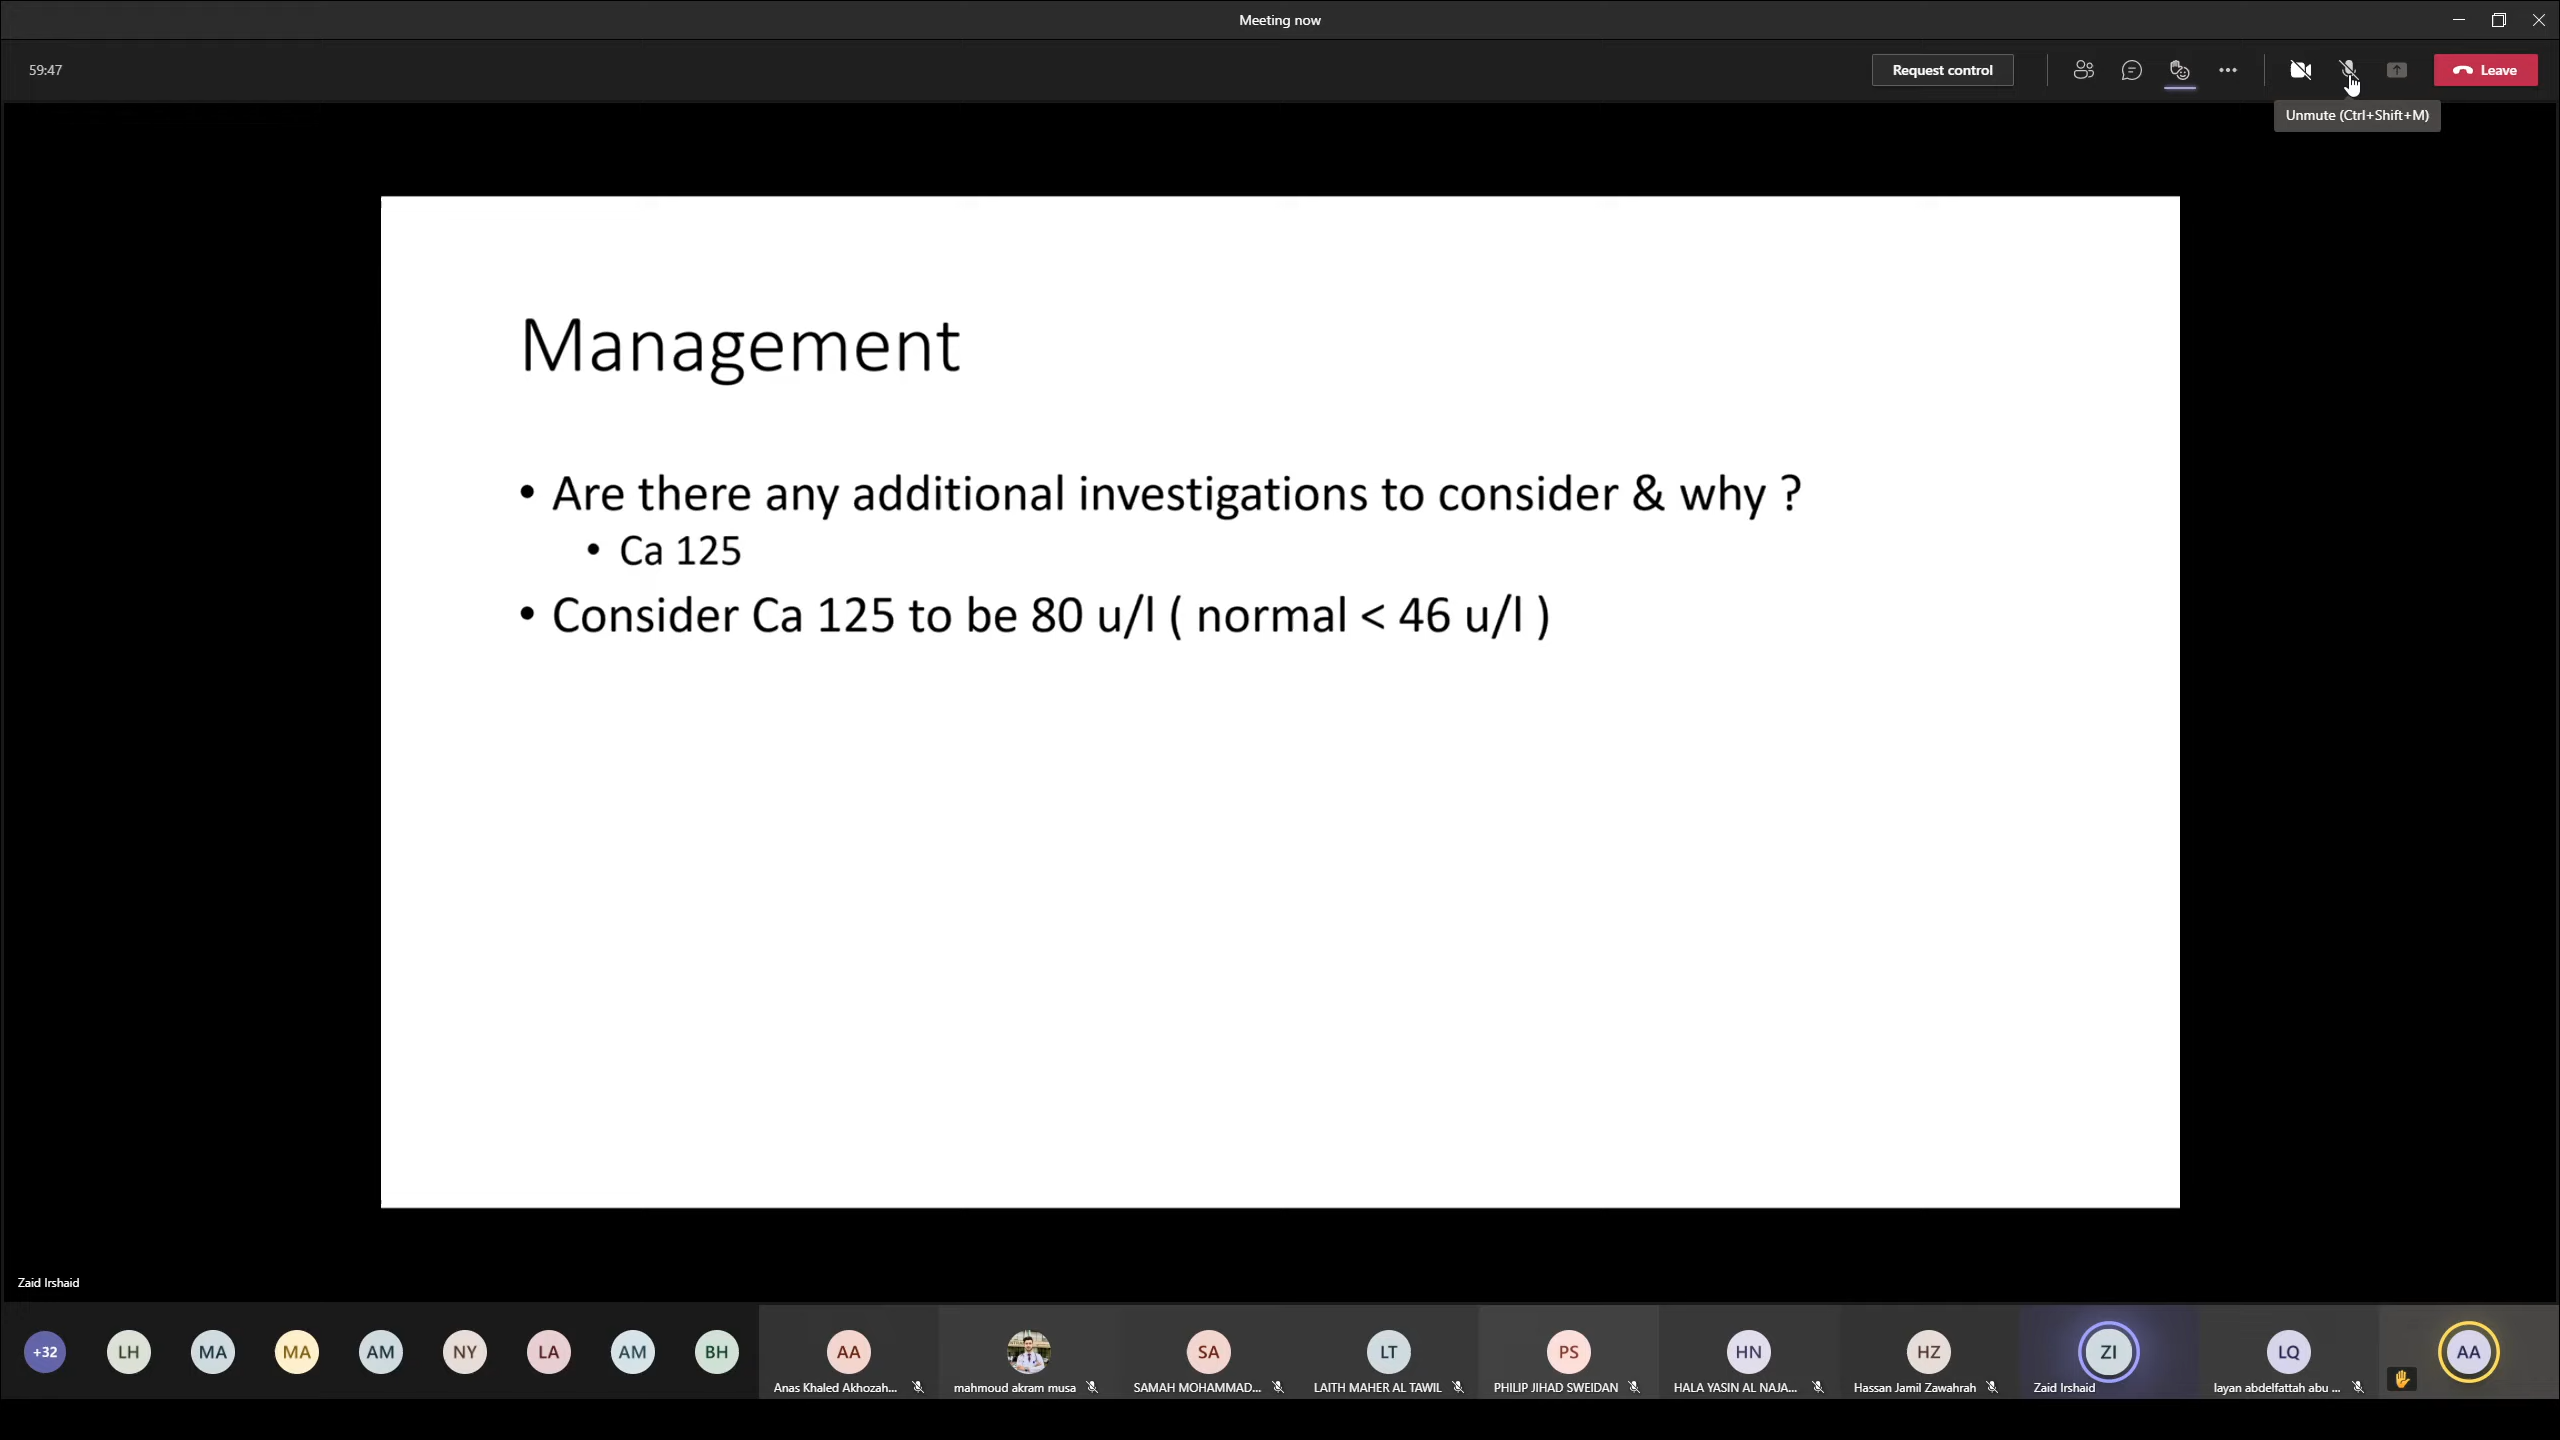 Meeting now
59:47
Request control
Leave
Unmute (Ctrl+Shift+M)
Management
• Are there any additional investigations to consider & why ?
• Ca 125
• Consider Ca 125 to be 80 u/l ( normal < 46 u/l )
Zaid Irshaid
+32
LH
MA
MA
AM
NY
LA
AM
BH
AA
SA
LT
PS
HN
HZ
ZI
LQ
AA
Anas Khaled Akhozah...
mahmoud akram musa
SAMAH MOHAMMAD...
LAITH MAHER AL TAWIL
PHILIP JIHAD SWEIDAN
HALA YASIN AL NAJA...
Hassan Jamil Zawahrah
Zaid Irshaid
layan abdelfattah abu ...